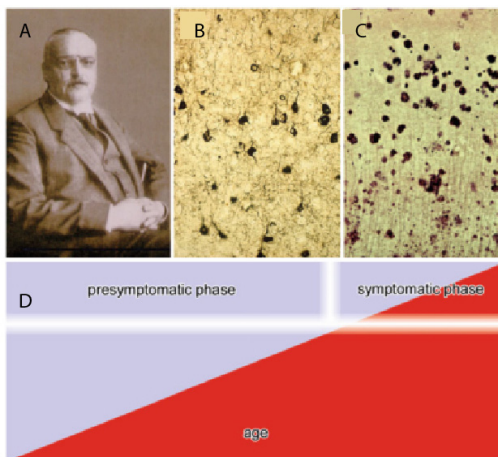 A
B
C
D
presymptomatic phase
symptomatic phase
age